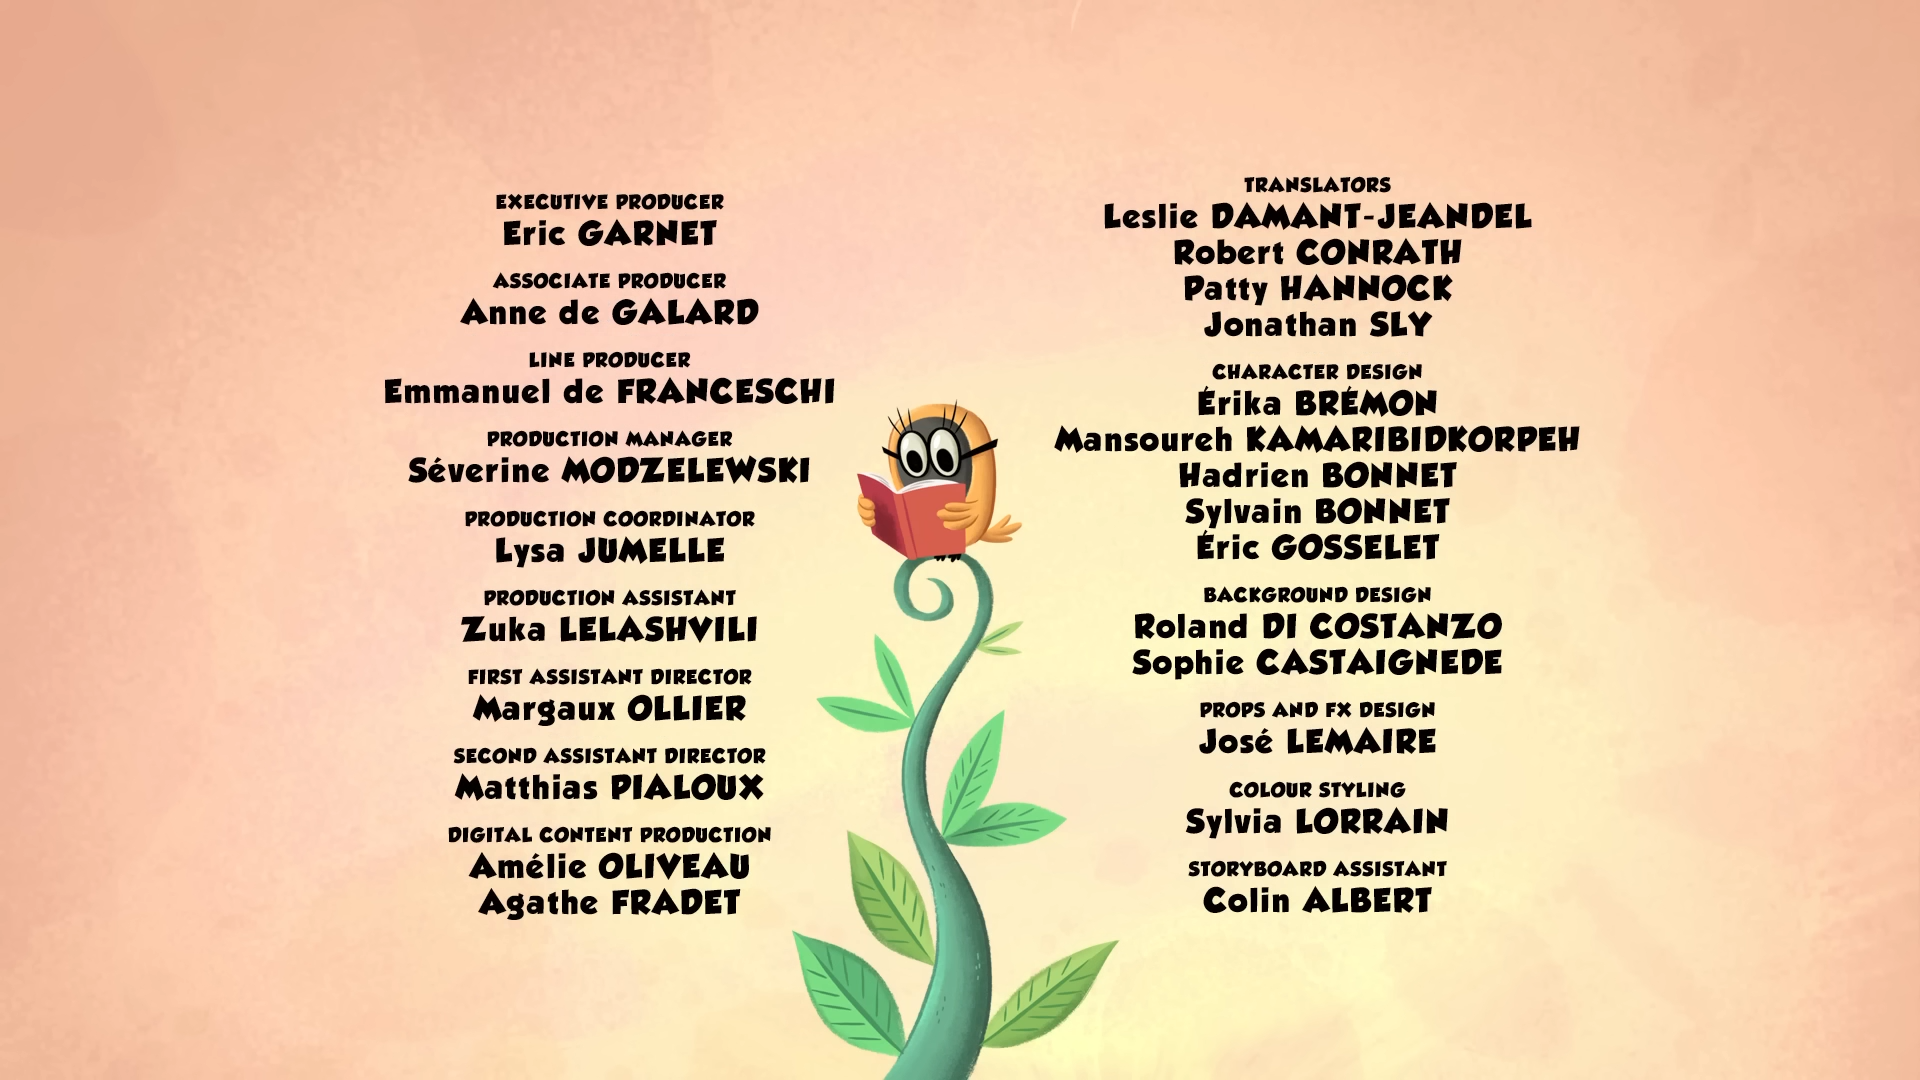 EXECUTIVE PRODUCER
Eric GARNET
ASSOCIATE PRODUCER
Anne de GALARD
LINE PRODUCER
Emmanuel de FRANCESCHI
PRODUCTION MANAGER
Séverine MODZELEWSKI
PRODUCTION COORDINATOR
Lysa JUMELLE
PRODUCTION ASSISTANT
Zuka LELASHVILI
FIRST ASSISTANT DIRECTOR
Margaux OLLIER
SECOND ASSISTANT DIRECTOR
Matthias PIALOUX
DIGITAL CONTENT PRODUCTION
Amélie OLIVEAU
Agathe FRADET
TRANSLATORS
Leslie DAMANT-JEANDEL
Robert CONRATH
Patty HANNOCK
Jonathan SLY
CHARACTER DESIGN
Érika BRÉMON
Mansoureh KAMARIBIDKORPEH
Hadrien BONNET
Sylvain BONNET
Éric GOSSELET
BACKGROUND DESIGN
Roland DI COSTANZO
Sophie CASTAIGNEDE
PROPS AND FX DESIGN
José LEMAIRE
COLOUR STYLING
Sylvia LORRAIN
STORYBOARD ASSISTANT
Colin ALBERT